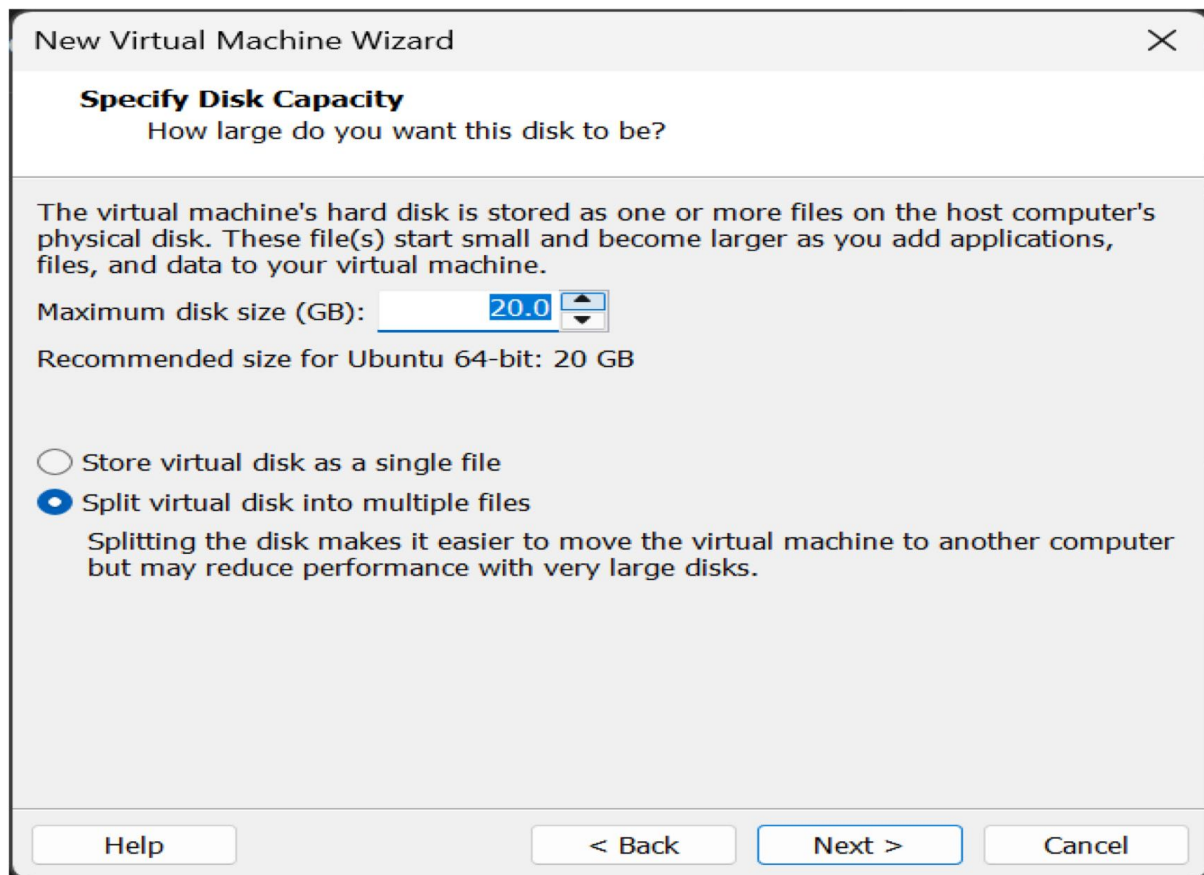 New Virtual Machine Wizard
Specify Disk Capacity
How large do you want this disk to be?
The virtual machine's hard disk is stored as one or more files on the host computer's
physical disk. These file(s) start small and become larger as you add applications,
files, and data to your virtual machine.
Maximum disk size (GB): 20.0
Recommended size for Ubuntu 64-bit: 20 GB
Store virtual disk as a single file
Split virtual disk into multiple files
Splitting the disk makes it easier to move the virtual machine to another computer
but may reduce performance with very large disks.
Help < Back Next > Cancel